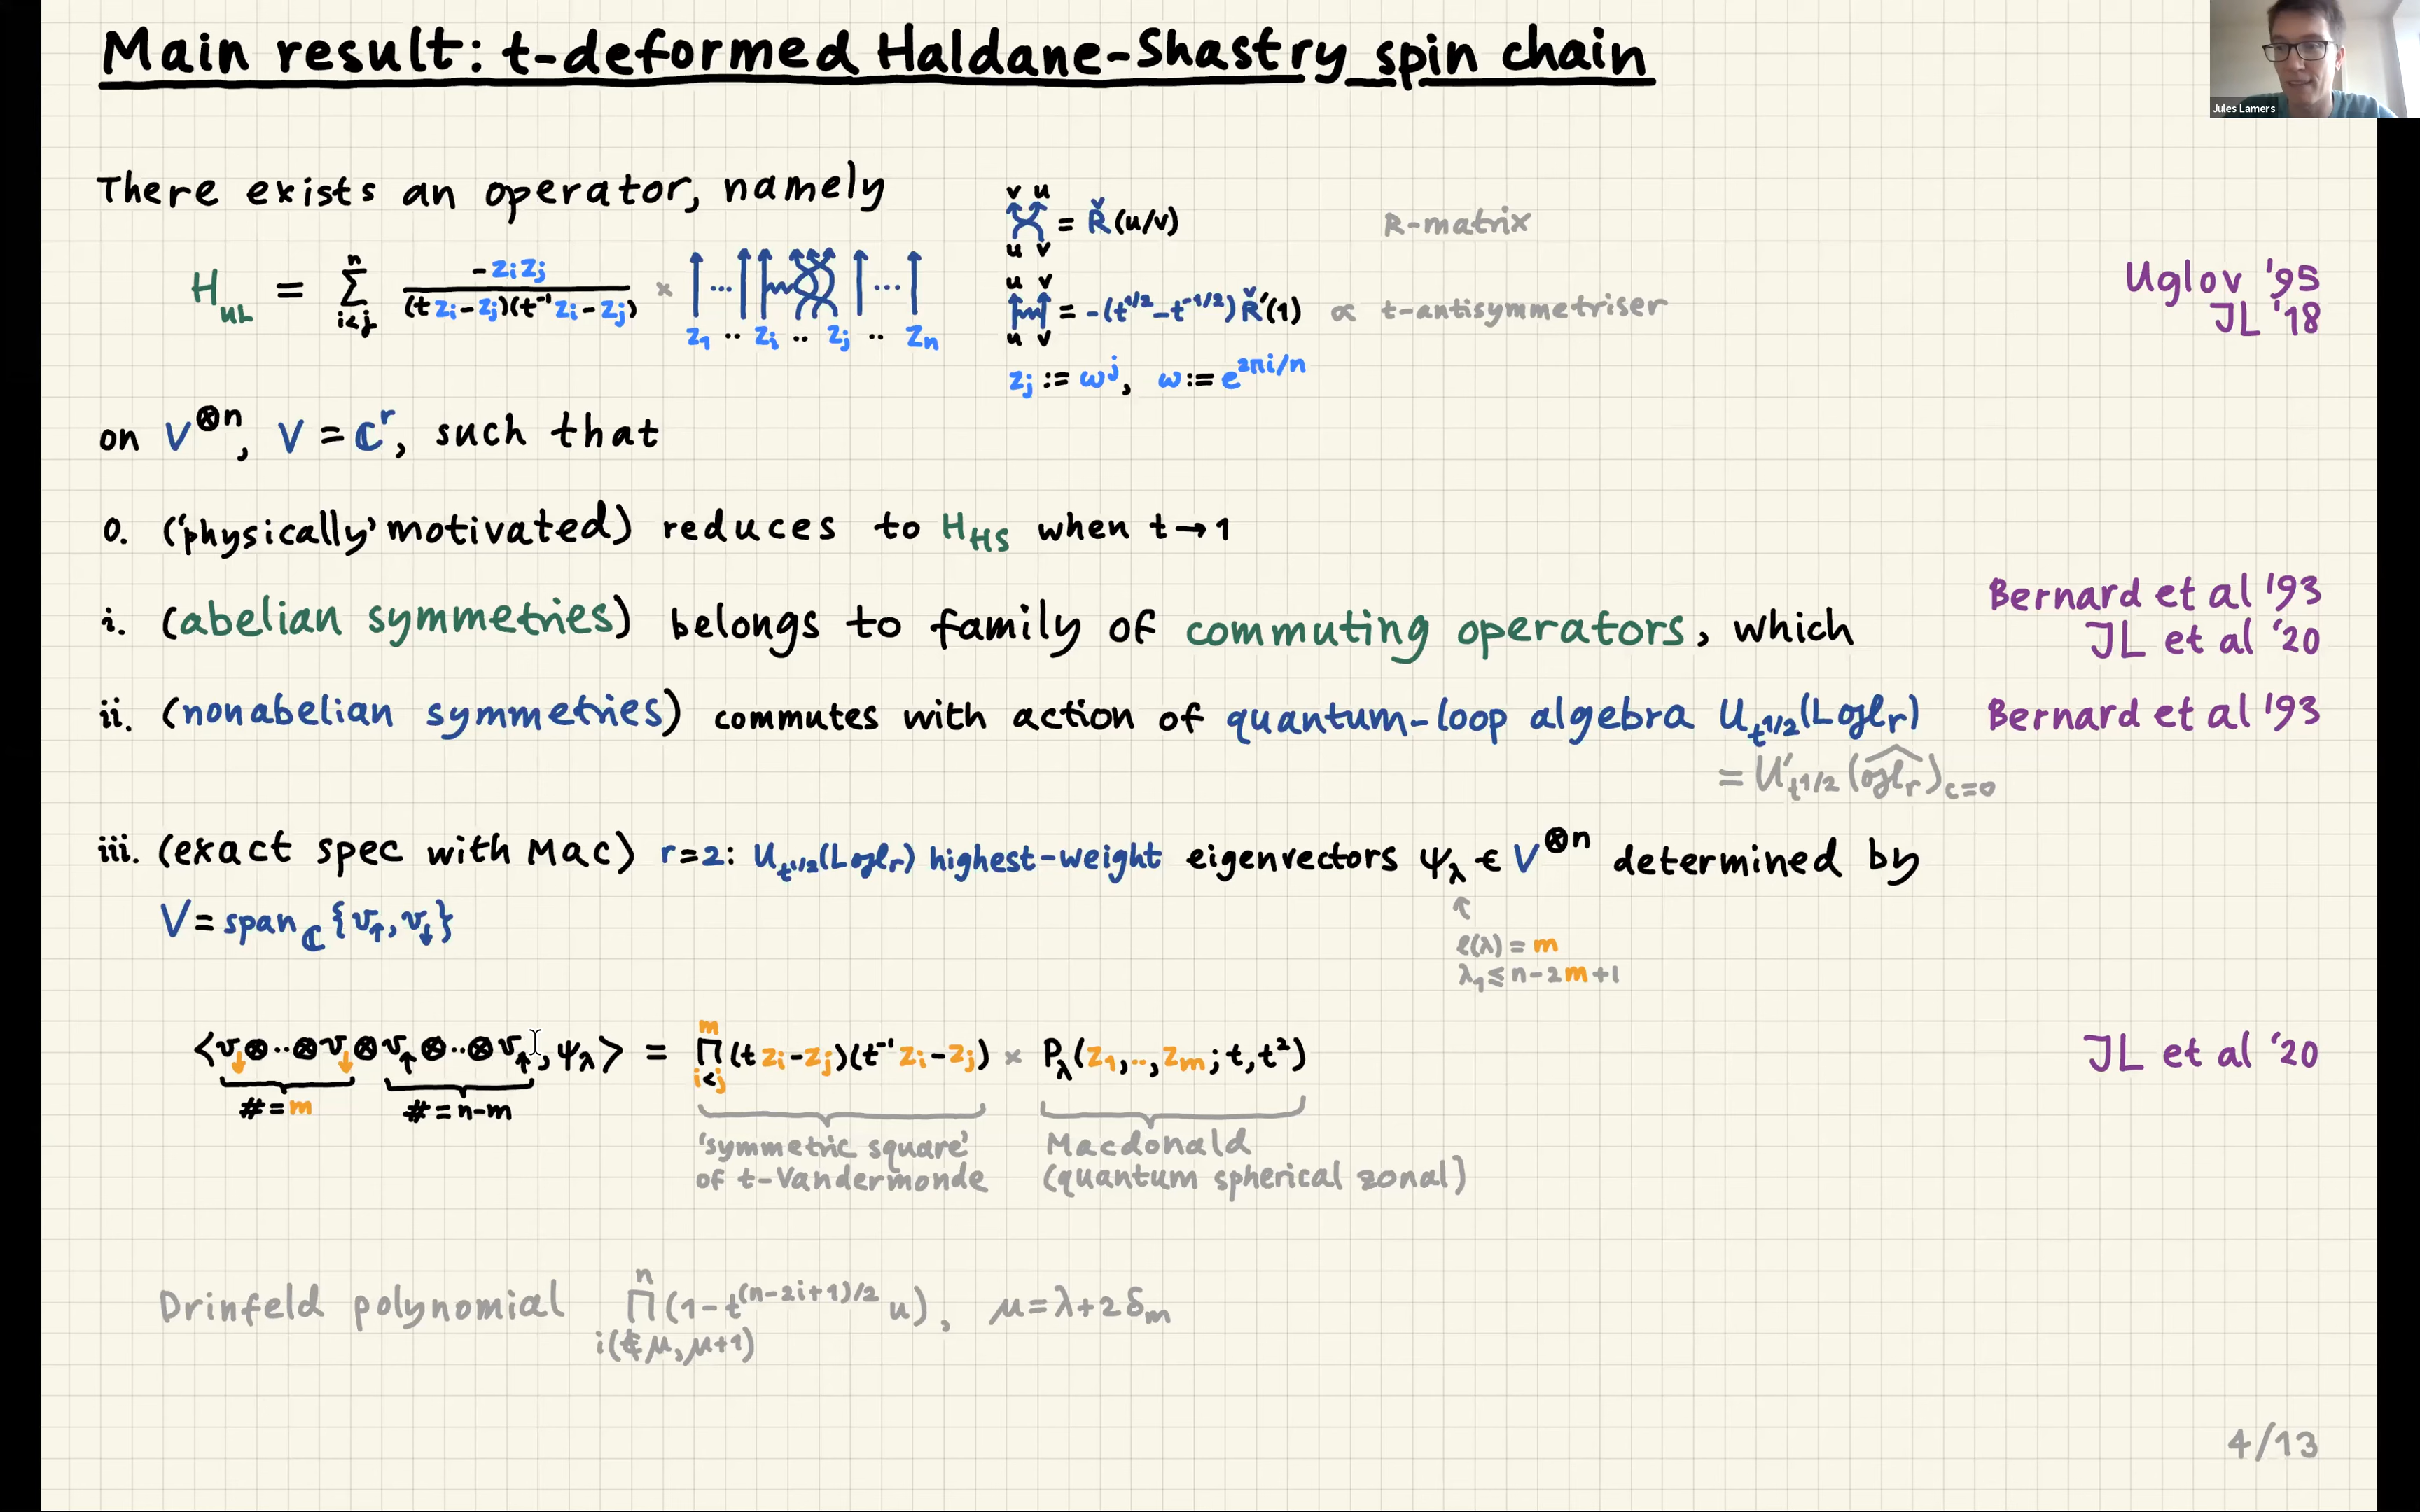 Main result: t-deformed Haldane-Shastry spin chain
Jules Lamers
There exists an operator, namely
H_UL = Σ_{i<j}^n -z_i z_j / ((t z_i - z_j)(t⁻¹ z_i - z_j)) ×
... ...
z_1 .. z_i .. z_j .. z_n
v u
= Ř(u/v) R-matrix
u v
u v
= -(t^{1/2} - t^{-1/2}) Ř'(1) ∝ t-antisymmetriser
u v
z_j := ω^j, ω := e^{2πi/n}
Uglov '95
JL '18
on V^{⊗n}, V = ℂ^r, such that
0. ('physically' motivated) reduces to H_HS when t → 1
i. (abelian symmetries) belongs to family of commuting operators, which
Bernard et al '93
JL et al '20
ii. (nonabelian symmetries) commutes with action of quantum-loop algebra U_{t^{1/2}}(L𝔤𝔩_r) Bernard et al '93
= U'_{t^{1/2}}(\widehat{𝔤𝔩_r})_{c=0}
iii. (exact spec with Mac) r=2: U_{t^{1/2}}(L𝔤𝔩_r) highest-weight eigenvectors ψ_λ ∈ V^{⊗n} determined by
V = span_ℂ {v_↑, v_↓}
↑
ℓ(λ) = m
λ_1 ≤ n-2m+1
<v_↓ ⊗ .. ⊗ v_↓ ⊗ v_↑ ⊗ .. ⊗ v_↑, ψ_λ> = ∏_{i<j}^m (t z_i - z_j)(t⁻¹ z_i - z_j) × P_λ(z_1, .., z_m; t, t²) JL et al '20
# = m # = n-m
'symmetric square' Macdonald
of t-Vandermonde (quantum spherical zonal)
Drinfeld polynomial ∏_{i(∉ μ, μ+1)}^n (1 - t^{(n-2i+1)/2} u), μ = λ + 2δ_m
4/13